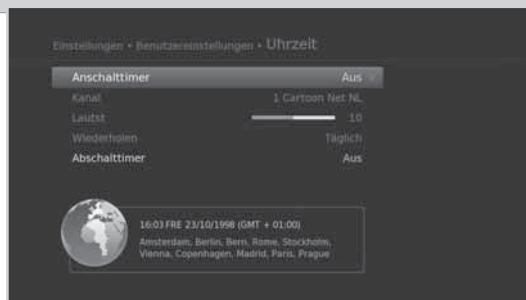 Einstellungen • Benutzereinstellungen • Uhrzeit
Anschalttimer Aus
Kanal 1 Cartoon Net NL
Lautst 10
Wiederholen Täglich
Abschalttimer Aus
16:03 FRE 23/10/1998 (GMT + 01:00)
Amsterdam, Berlin, Bern, Rome, Stockholm,
Vienna, Copenhagen, Madrid, Paris, Prague